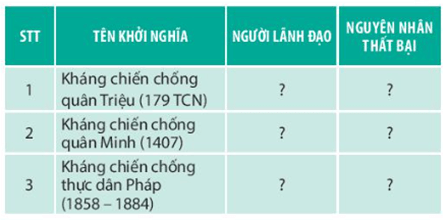 STT
TÊN KHỞI NGHĨA
NGƯỜI LÃNH ĐẠO
NGUYÊN NHÂN
THẤT BẠI
1
Kháng chiến chống
quân Triệu (179 TCN)
?
?
2
Kháng chiến chống
quân Minh (1407)
?
?
3
Kháng chiến chống
thực dân Pháp
(1858 – 1884)
?
?